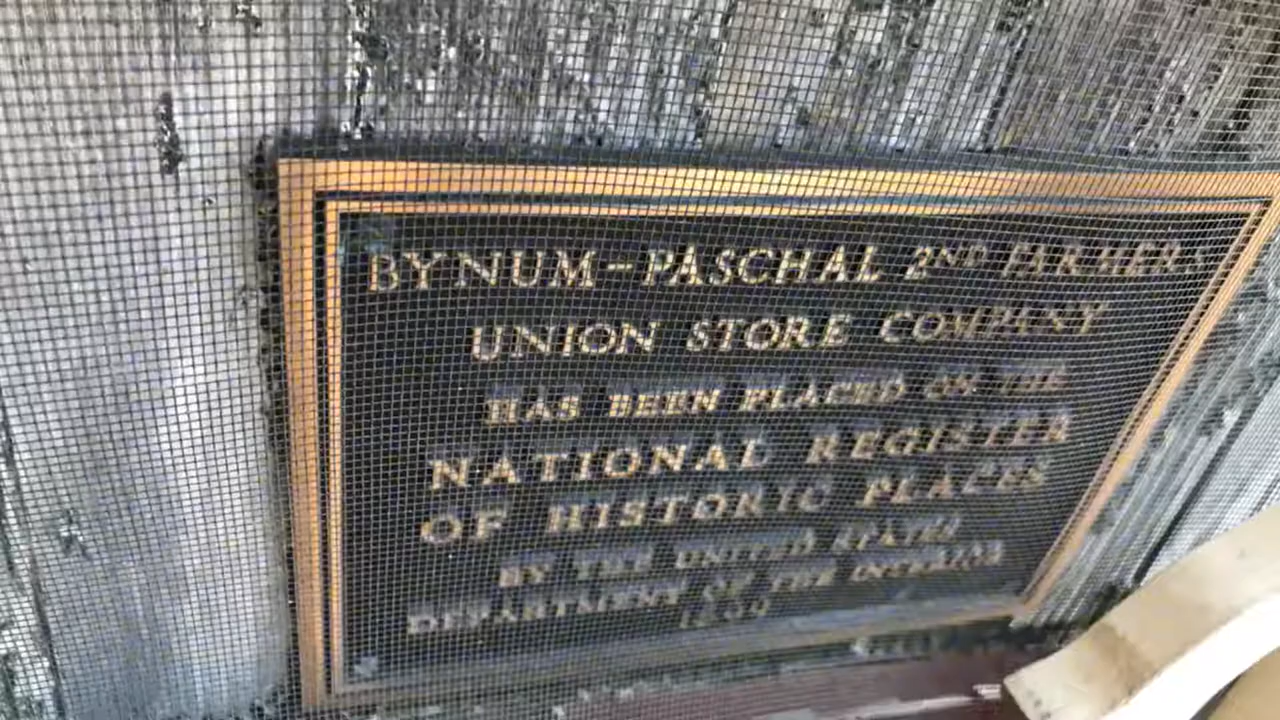 BYNUM-PASCHAL 2ND FARMER
UNION STORE COMPANY
HAS BEEN PLACED ON THE
NATIONAL REGISTER
OF HISTORIC PLACES
BY THE UNITED STATES
DEPARTMENT OF THE INTERIOR